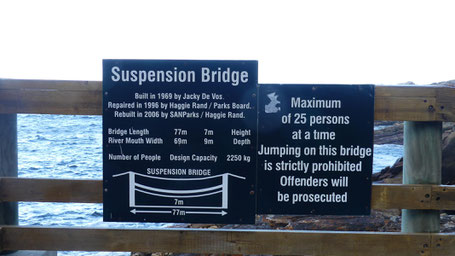 Suspension Bridge
Built in 1969 by Jacky De Vos.
Repaired in 1996 by Haggie Rand / Parks Board.
Rebuilt in 2006 by SANParks / Haggie Rand.
Bridge Length 77m 7m Height
River Mouth Width 69m 9m Depth
Number of People Design Capacity 2250 kg
SUSPENSION BRIDGE
7m
77m
Maximum
of 25 persons
at a time
Jumping on this bridge
is strictly prohibited
Offenders will
be prosecuted